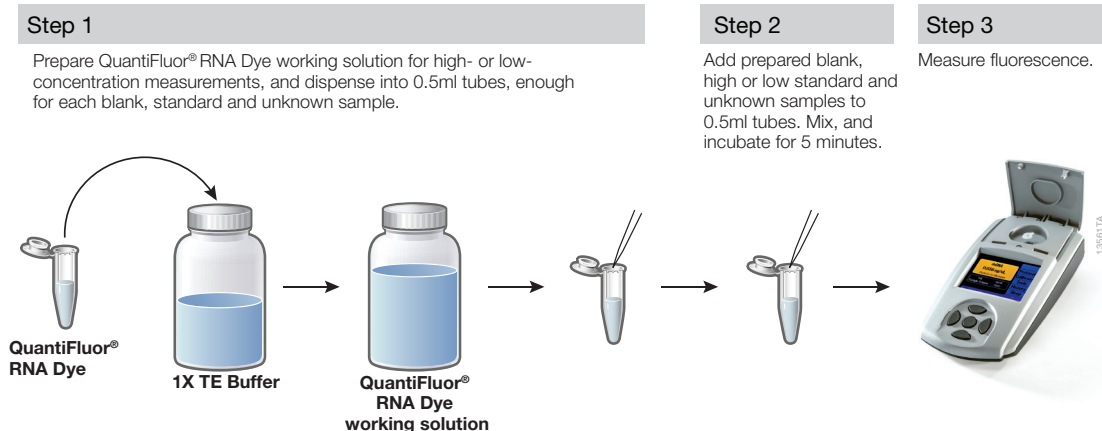 Step 1
Prepare QuantiFluor® RNA Dye working solution for high- or low-
concentration measurements, and dispense into 0.5ml tubes, enough
for each blank, standard and unknown sample.
Step 2
Add prepared blank,
high or low standard and
unknown samples to
0.5ml tubes. Mix, and
incubate for 5 minutes.
Step 3
Measure fluorescence.
QuantiFluor®
RNA Dye
1X TE Buffer
QuantiFluor®
RNA Dye
working solution
13561TA